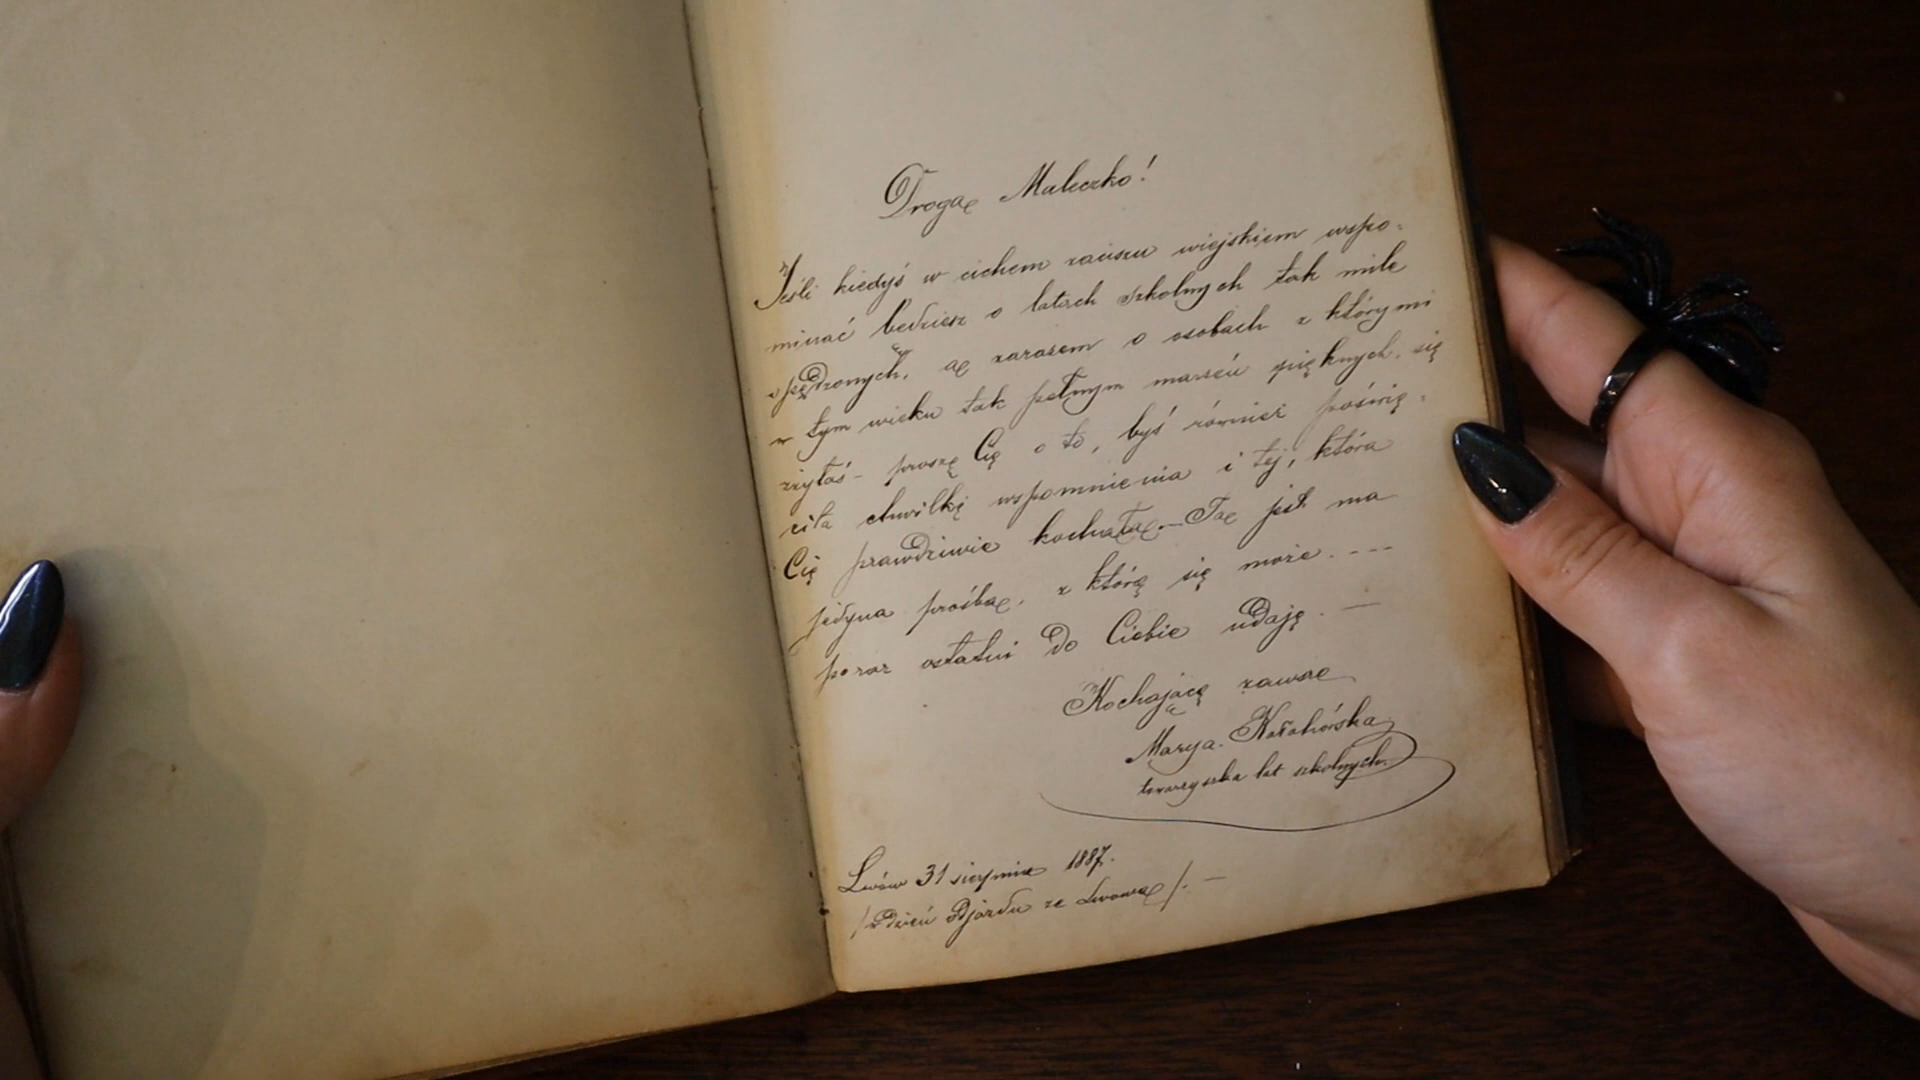 Droga Maleczko!
Jeśli kiedyś w cichem zaciszu wiejskiem wspo-
minać będziesz o latach szkolnych tak mile
spędzonych, a zarazem o osobach z którymi
w tym wieku tak pełnym marzeń pięknych, się
zżyłaś - proszę Cię o to, byś również poświę-
ciła chwilkę wspomnienia i tej, która
Cię prawdziwie kochała. — Ta jest ma
jedyna prośba, z którą się może. - - -
poraz ostatni do Ciebie udaję. —
Kochająca zawsze
Marya
towarzyszka lat szkolnych.
Lwów 31 sierpnia 1887.
/W dzień odjazdu ze Lwowa/. —